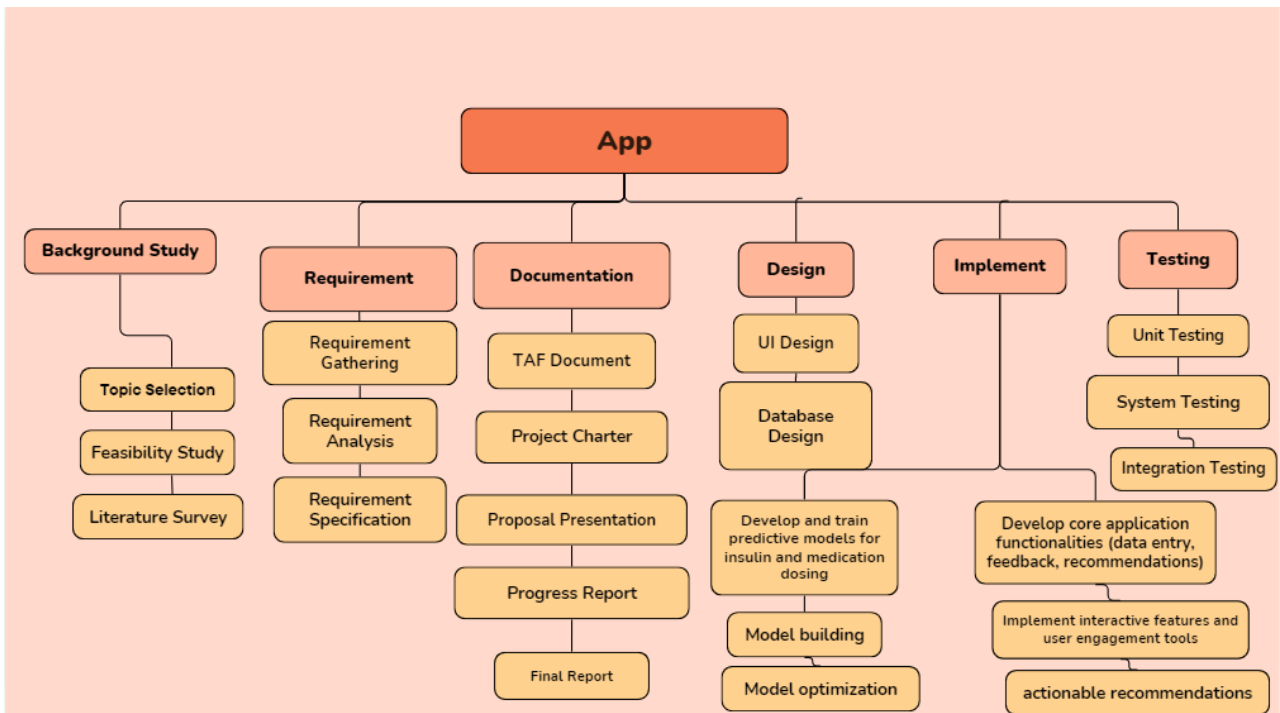 App
Background Study
Topic Selection
Feasibility Study
Literature Survey
Requirement
Requirement
Gathering
Requirement
Analysis
Requirement
Specification
Documentation
TAF Document
Project Charter
Proposal Presentation
Progress Report
Final Report
Design
UI Design
Database
Design
Implement
Develop and train
predictive models for
insulin and medication
dosing
Model building
Model optimization
Develop core application
functionalities (data entry,
feedback, recommendations)
Implement interactive features and
user engagement tools
actionable recommendations
Testing
Unit Testing
System Testing
Integration Testing